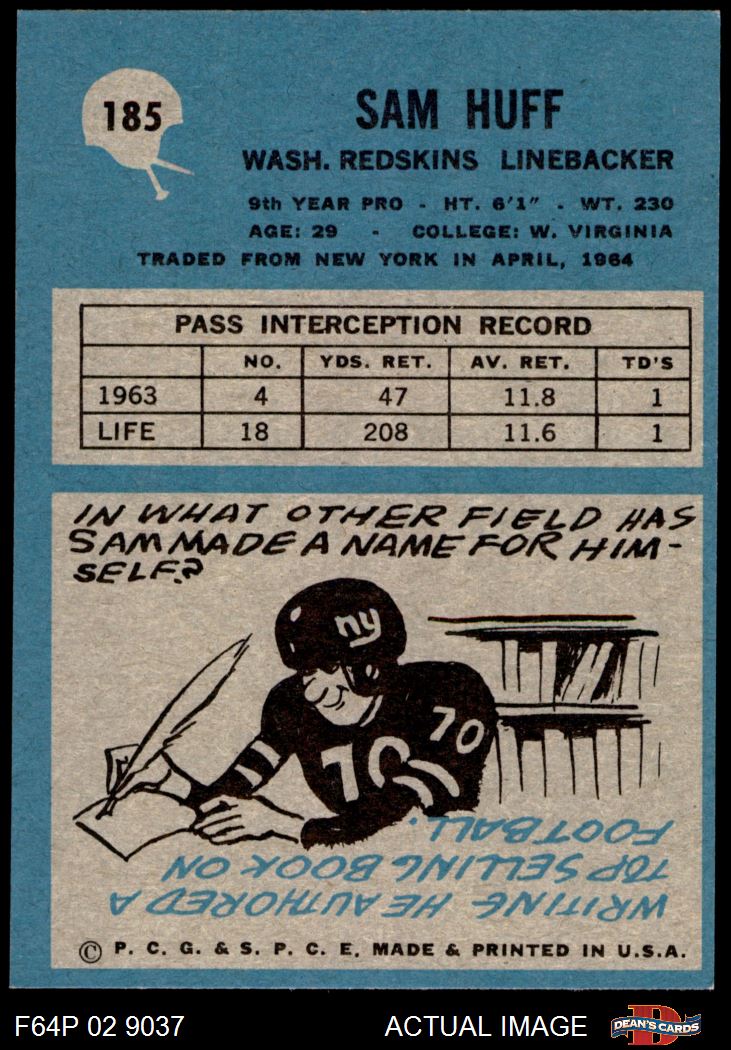 185
SAM HUFF
WASH. REDSKINS LINEBACKER
9th YEAR PRO - HT. 6'1" - WT. 230
AGE: 29 - COLLEGE: W. VIRGINIA
TRADED FROM NEW YORK IN APRIL, 1964
PASS INTERCEPTION RECORD
NO. YDS. RET. AV. RET. TD'S
1963 4 47 11.8 1
LIFE 18 208 11.6 1
IN WHAT OTHER FIELD HAS
SAM MADE A NAME FOR HIM-
SELF?
ny
70
70
WRITING - HE AUTHORED A
TOP SELLING BOOK ON
FOOTBALL.
© P. C. G. & S. P. C. E. MADE & PRINTED IN U.S.A.
F64P 02 9037 ACTUAL IMAGE
D
DEAN'S CARDS